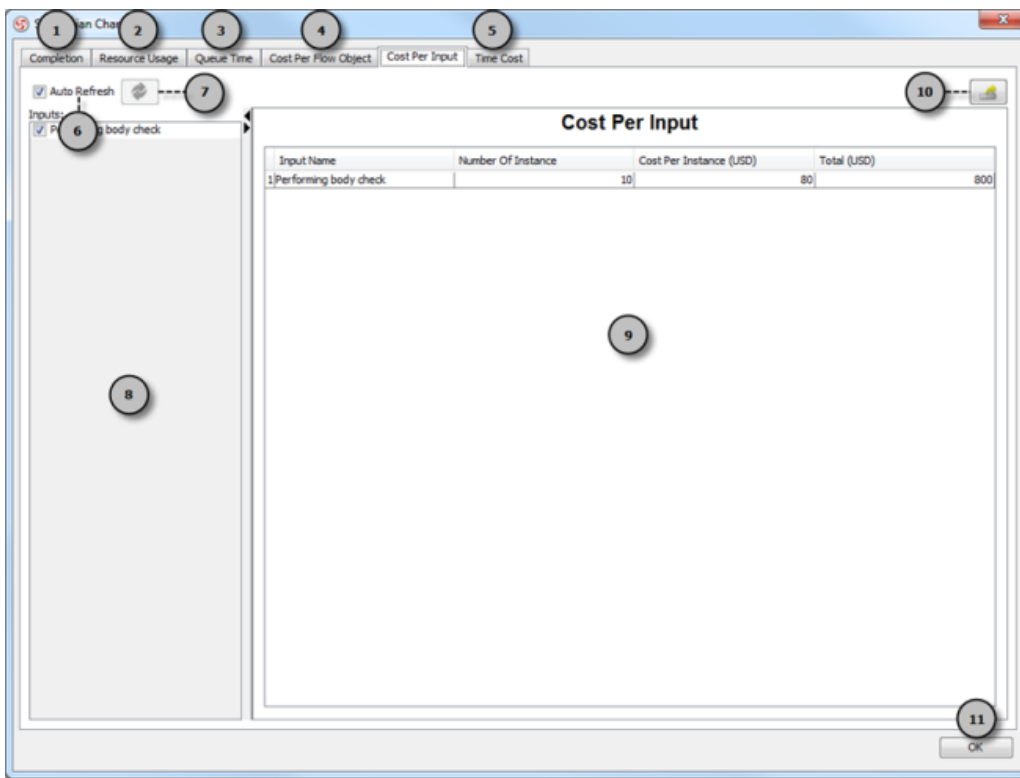 1 2 3 4 5
Completion Resource Usage Queue Time Cost Per Flow Object Cost Per Input Time Cost
Auto Refresh 7 10
Inputs:
6 body check
Cost Per Input
Input Name Number Of Instance Cost Per Instance (USD) Total (USD)
1 Performing body check 10 80 800
9
8
11
OK